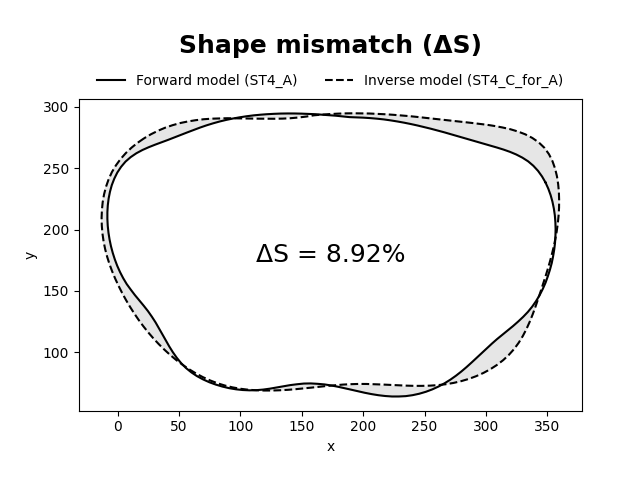 Shape mismatch (ΔS)
Forward model (ST4_A)
Inverse model (ST4_C_for_A)
300
250
200
150
100
y
ΔS = 8.92%
0 50 100 150 200 250 300 350
x